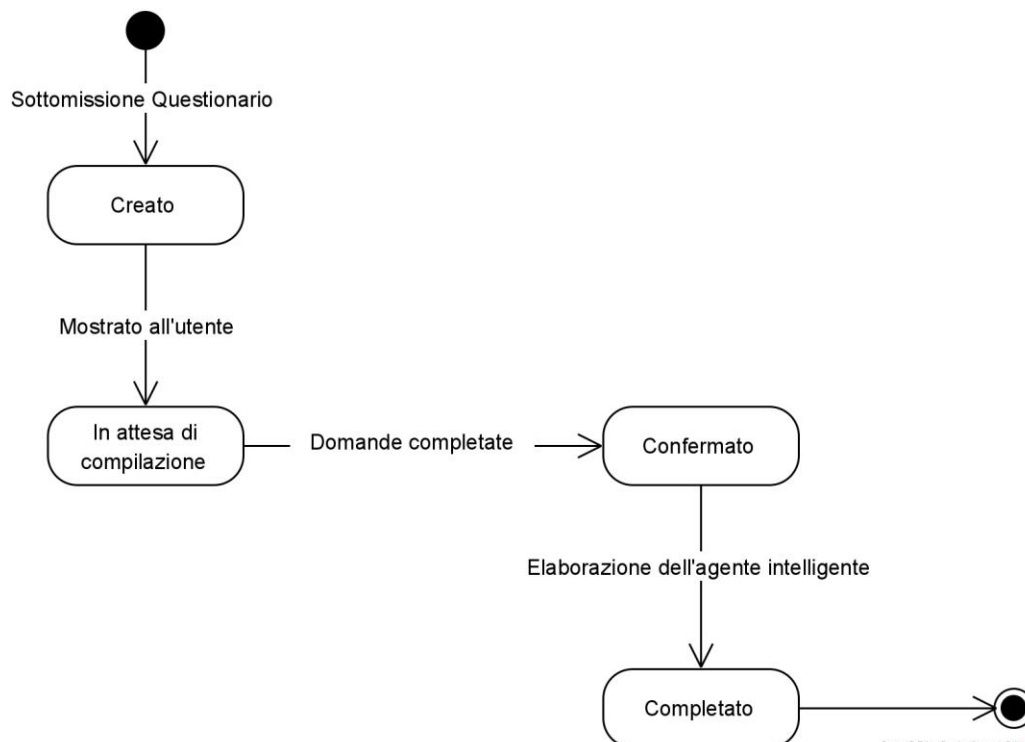 Sottomissione Questionario
Creato
Mostrato all'utente
In attesa di
compilazione
Domande completate
Confermato
Elaborazione dell'agente intelligente
Completato